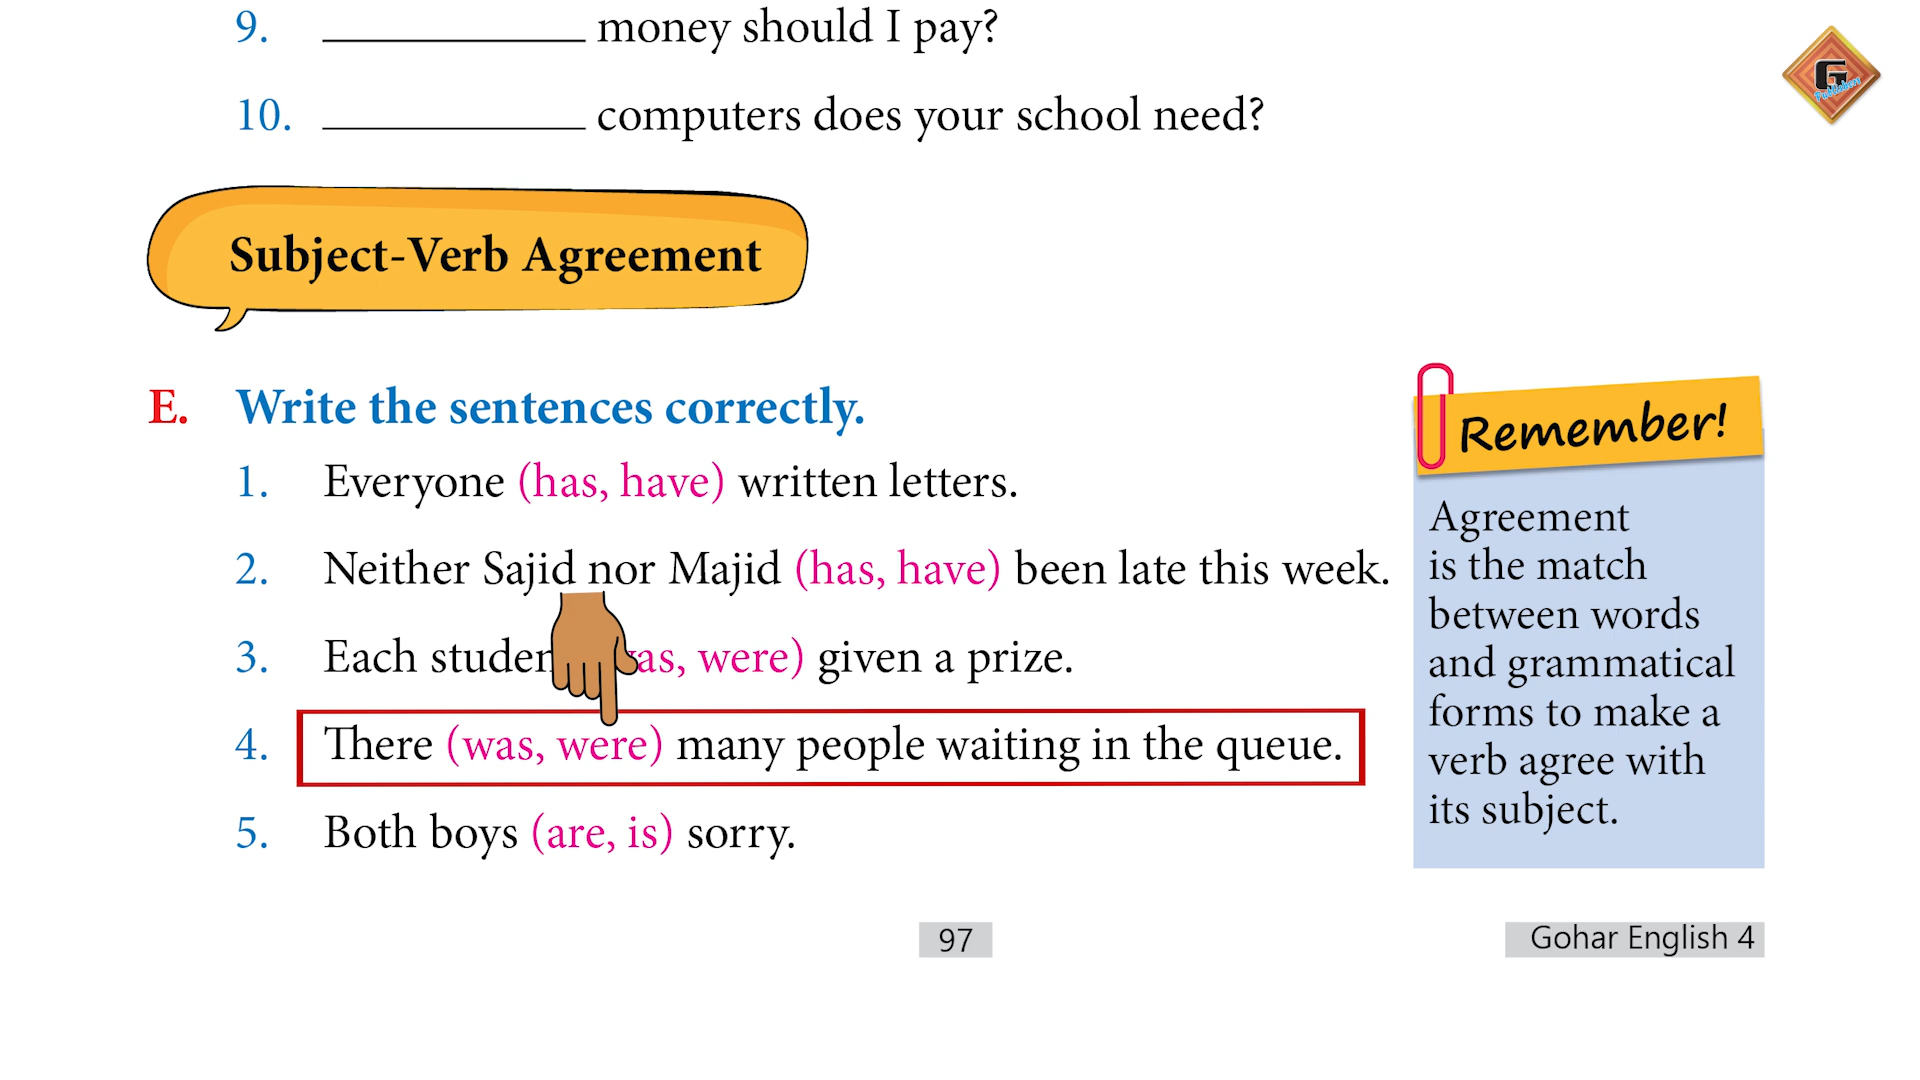 9. ____________ money should I pay?
10. ____________ computers does your school need?
Subject-Verb Agreement
E. Write the sentences correctly.
1. Everyone (has, have) written letters.
2. Neither Sajid nor Majid (has, have) been late this week.
3. Each studen as, were) given a prize.
4. There (was, were) many people waiting in the queue.
5. Both boys (are, is) sorry.
Remember!
Agreement
is the match
between words
and grammatical
forms to make a
verb agree with
its subject.
97
Gohar English 4
G
Publishers